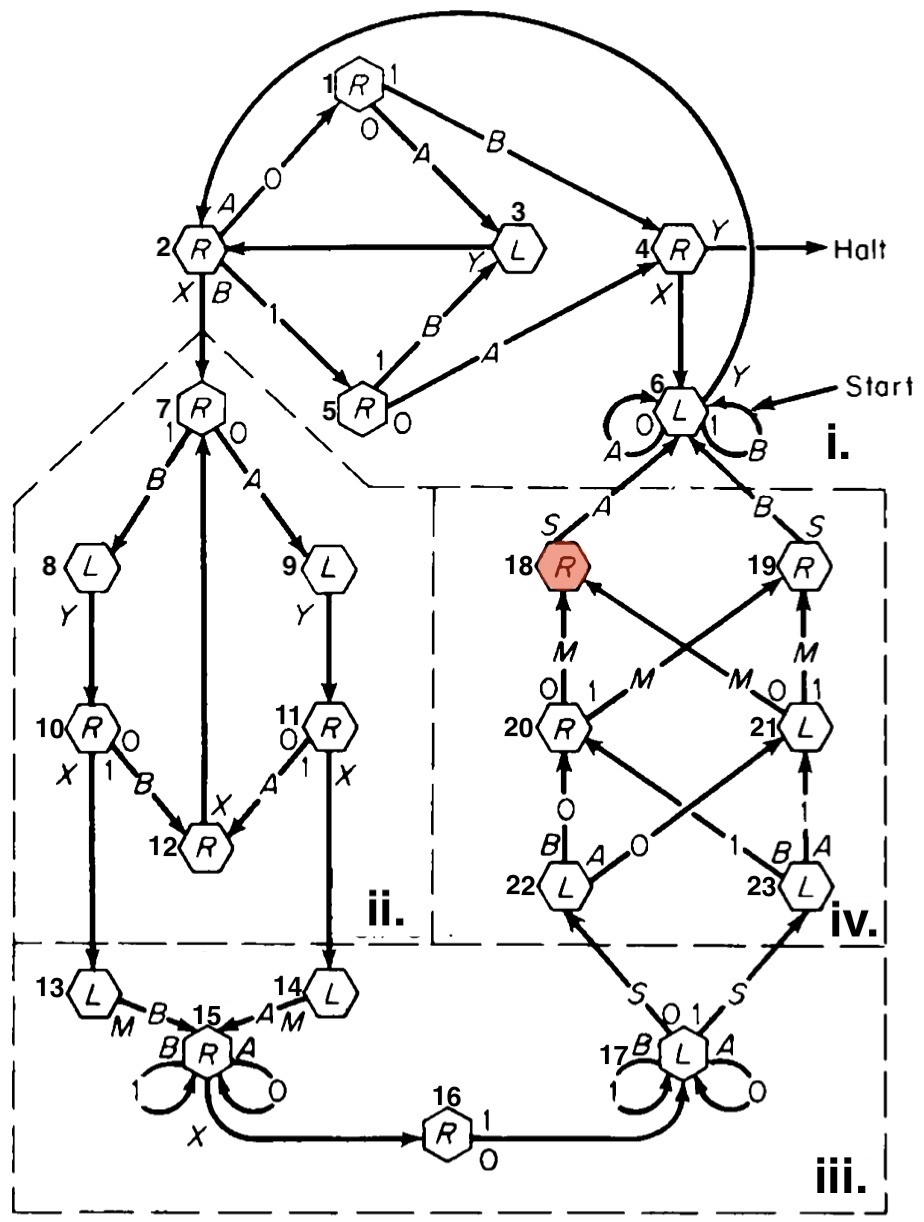 1 R 1
0
B
A
0
A
3
2 R
Y L
4 R Y
Halt
X B
X
1
1
B
A
6
Y
Start
7 R
5 R 0
L
0 1
A
B
i.
1 0
B A
A
B
S
S
8 L
9 L
18 R
19 R
Y
Y
M
M
M
M
0 1
0 1
10 R 0
11 R
20 R
21 L
X 1
0 1 X
B
A
X
0
0
1
1
12 R
B A
B A
22 L
23 L
ii.
iv.
13 L
14 L
S
S
M B
A M
15
0 1
B R A
17 B L A
1
0
1
0
16
X
R 1
0
iii.